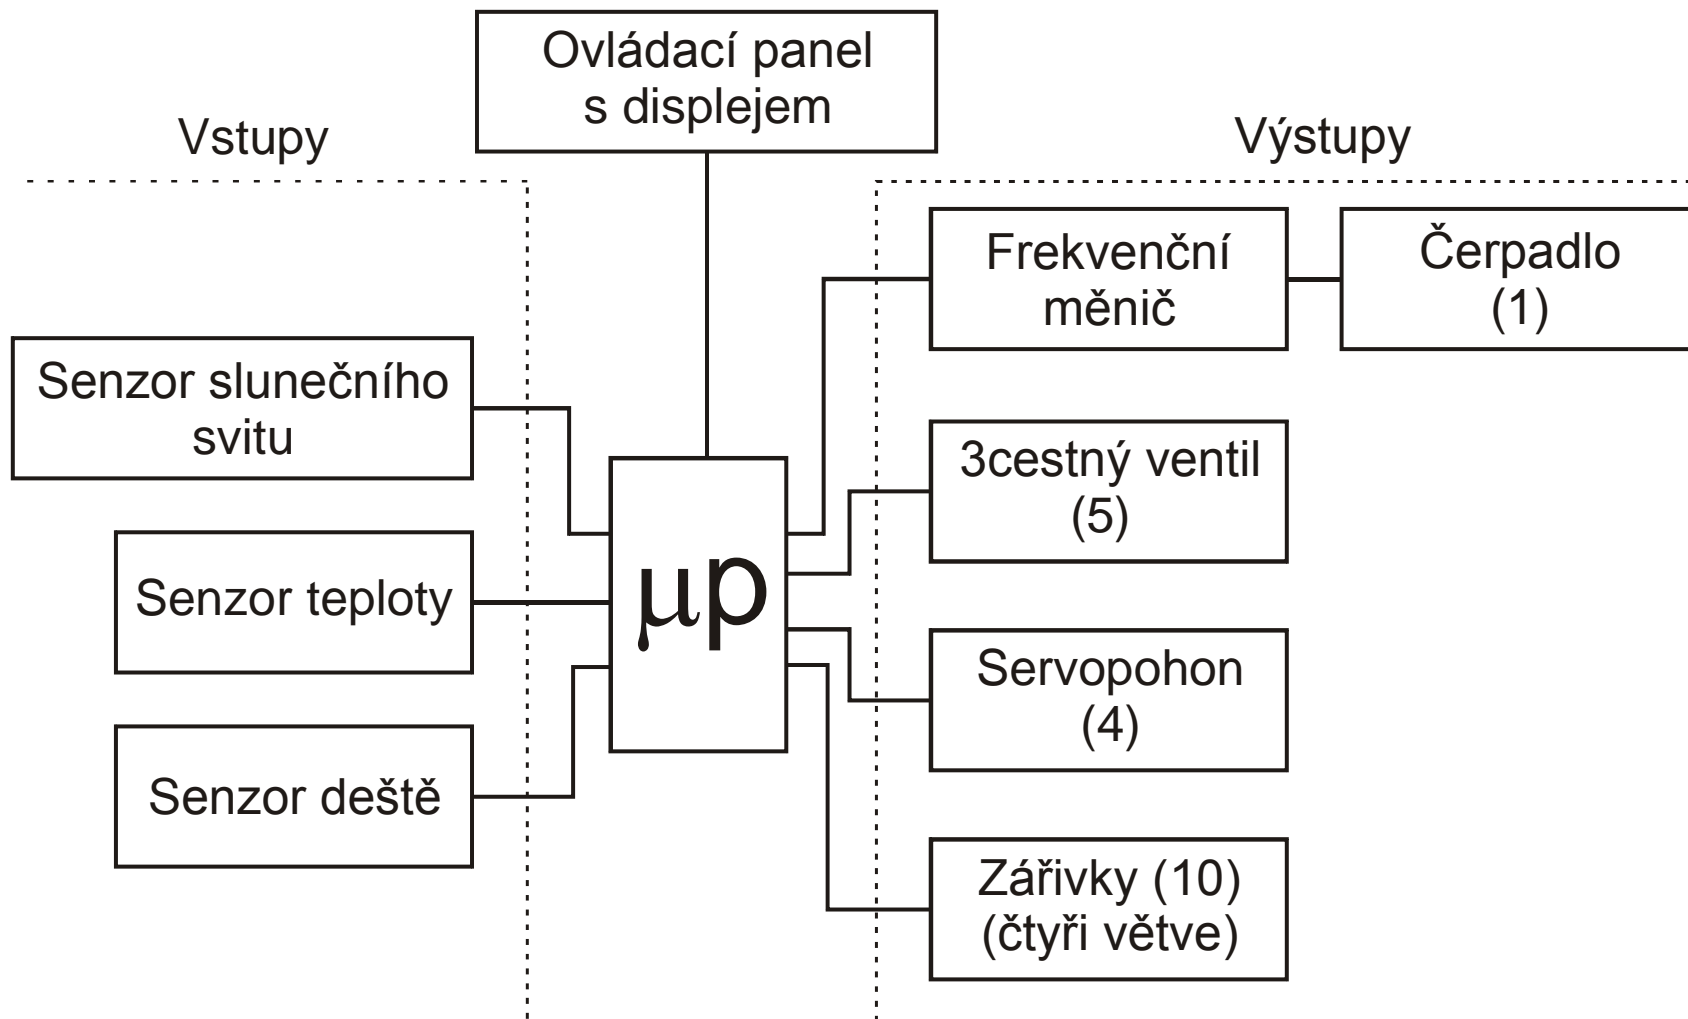 Ovládací panel
s displejem
Vstupy
Výstupy
Frekvenční
měnič
Čerpadlo
(1)
Senzor slunečního
svitu
3cestný ventil
(5)
Senzor teploty
μp
Servopohon
(4)
Senzor deště
Zářivky (10)
(čtyři větve)